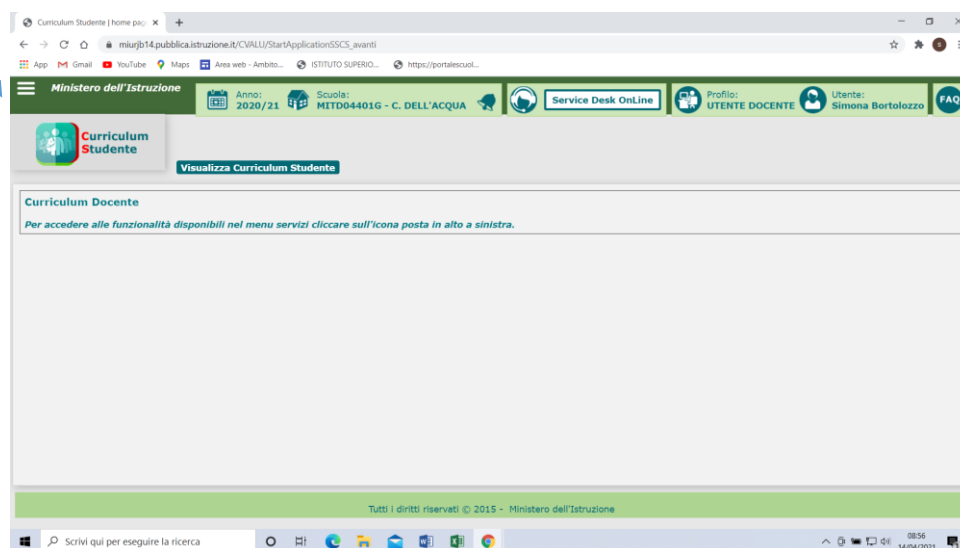 Curriculum Studente | home pag
miurjb14.pubblica.istruzione.it/CVALU/StartApplicationSSCS_avanti
App Gmail YouTube Maps Area web - Ambito... ISTITUTO SUPERIO... https://portalescuol...
Ministero dell'Istruzione
Anno:
2020/21
Scuola:
MITD04401G - C. DELL'ACQUA
Service Desk OnLine
Profilo:
UTENTE DOCENTE
Utente:
Simona Bortolozzo
FAQ
Curriculum
Studente
Visualizza Curriculum Studente
Curriculum Docente
Per accedere alle funzionalità disponibili nel menu servizi cliccare sull'icona posta in alto a sinistra.
Tutti i diritti riservati © 2015 - Ministero dell'Istruzione
Scrivi qui per eseguire la ricerca
08:56
14/04/2021